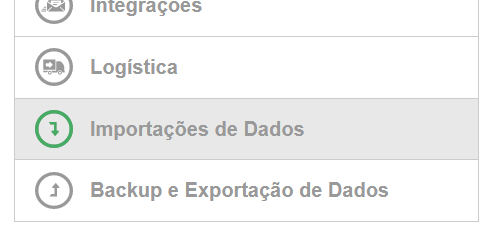 Integrações
Logística
Importações de Dados
Backup e Exportação de Dados